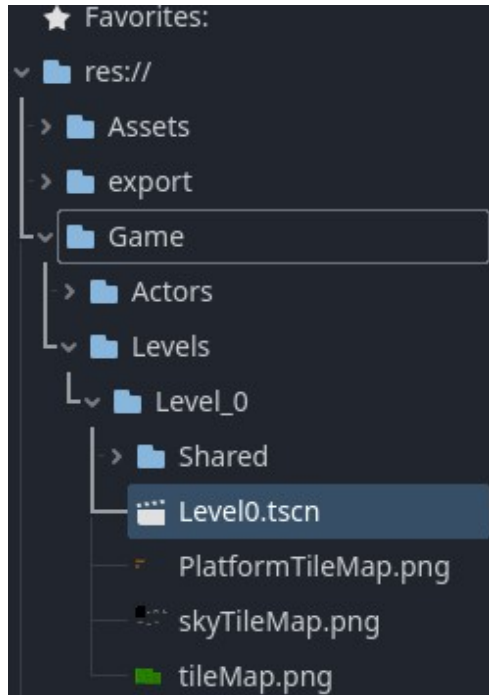 Favorites:
res://
Assets
export
Game
Actors
Levels
Level_0
Shared
Level0.tscn
PlatformTileMap.png
skyTileMap.png
tileMap.png